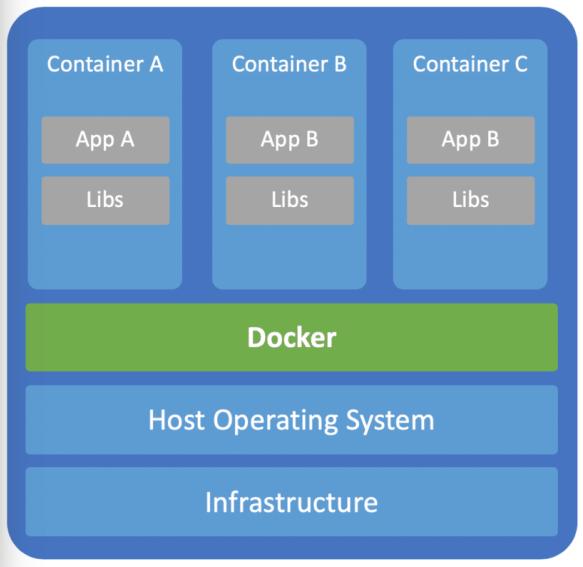 Container A
Container B
Container C
App A
App B
App B
Libs
Libs
Libs
Docker
Host Operating System
Infrastructure